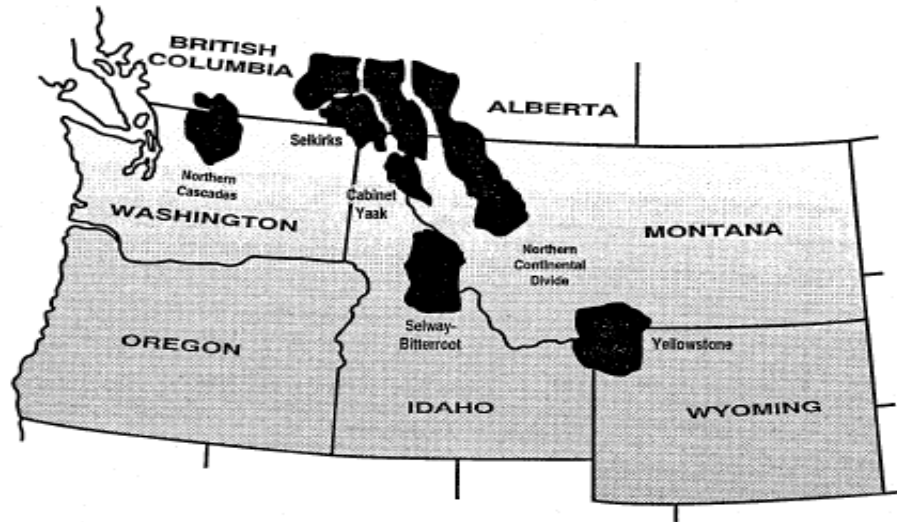 BRITISH
COLUMBIA
ALBERTA
Selkirks
Northern
Cascades
Cabinet
Yaak
WASHINGTON
MONTANA
Northern
Continental
Divide
OREGON
Selway-
Bitterroot
Yellowstone
IDAHO
WYOMING